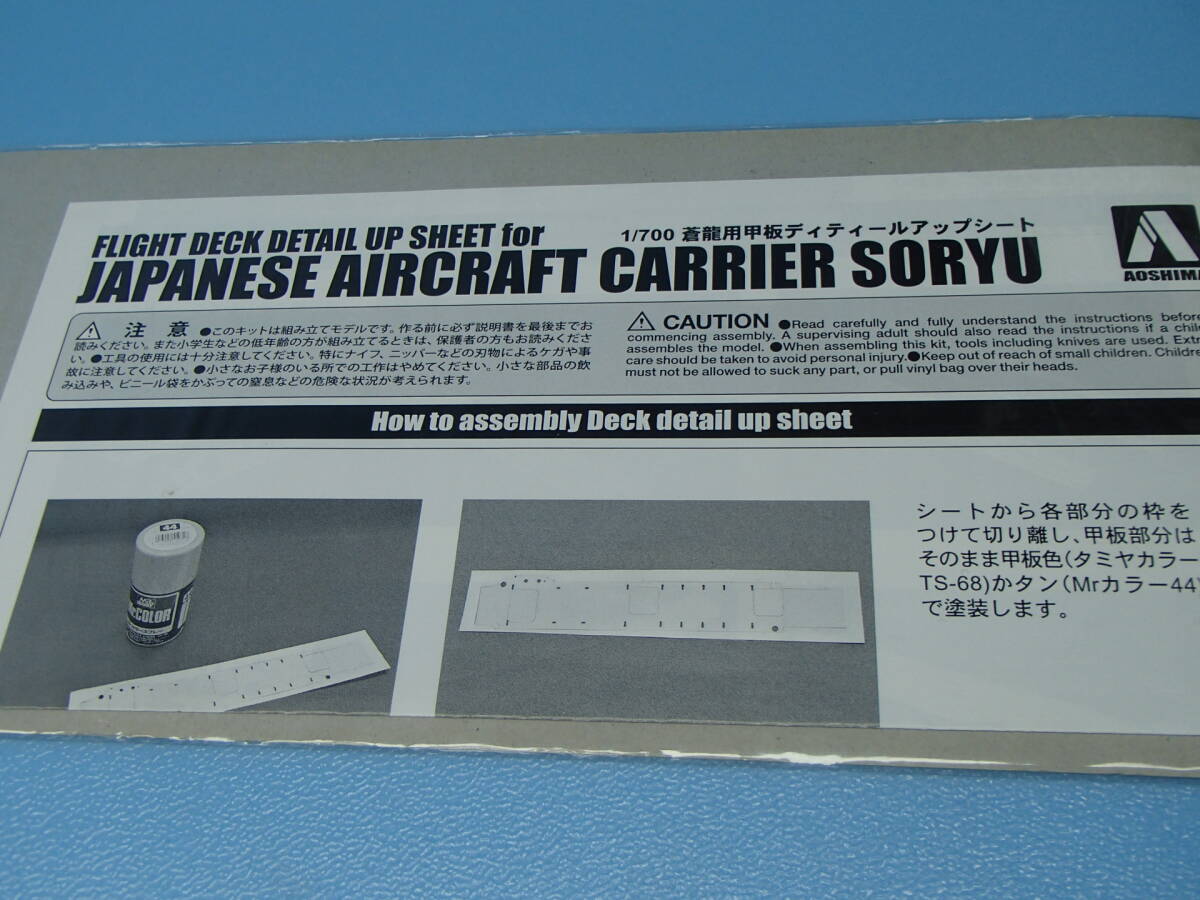 FLIGHT DECK DETAIL UP SHEET for
1/700 蒼龍用甲板ディティールアップシート
JAPANESE AIRCRAFT CARRIER SORYU
AOSHIMA
注 意 ●このキットは組み立てモデルです。作る前に必ず説明書を最後までお
読みください。また小学生などの低年齢の方が組み立てるときは、保護者の方もお読みくださ
い。●工具の使用には十分注意してください。特にナイフ、ニッパーなどの刃物によるケガや事
故に注意してください。●小さなお子様のいる所での工作はやめてください。小さな部品の飲
み込みや、ビニール袋をかぶっての窒息などの危険な状況が考えられます。
CAUTION ●Read carefully and fully understand the instructions before
commencing assembly. A supervising adult should also read the instructions if a child
assembles the model. ●When assembling this kit, tools including knives are used. Extr
care should be taken to avoid personal injury.●Keep out of reach of small children. Childre
must not be allowed to suck any part, or pull vinyl bag over their heads.
How to assembly Deck detail up sheet
44
Mr.COLOR
シートから各部分の枠を
つけて切り離し、甲板部分は
そのまま甲板色(タミヤカラー
TS-68)かタン(Mrカラー44)
で塗装します。